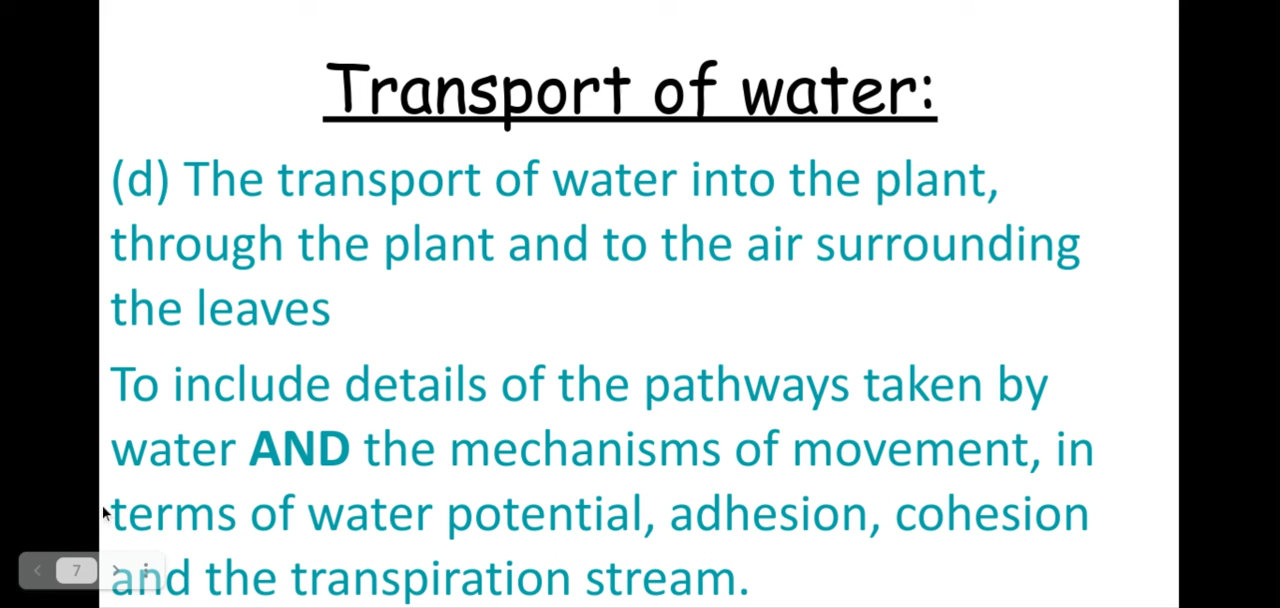 Transport of water:
(d) The transport of water into the plant,
through the plant and to the air surrounding
the leaves
To include details of the pathways taken by
water AND the mechanisms of movement, in
terms of water potential, adhesion, cohesion
and the transpiration stream.
7